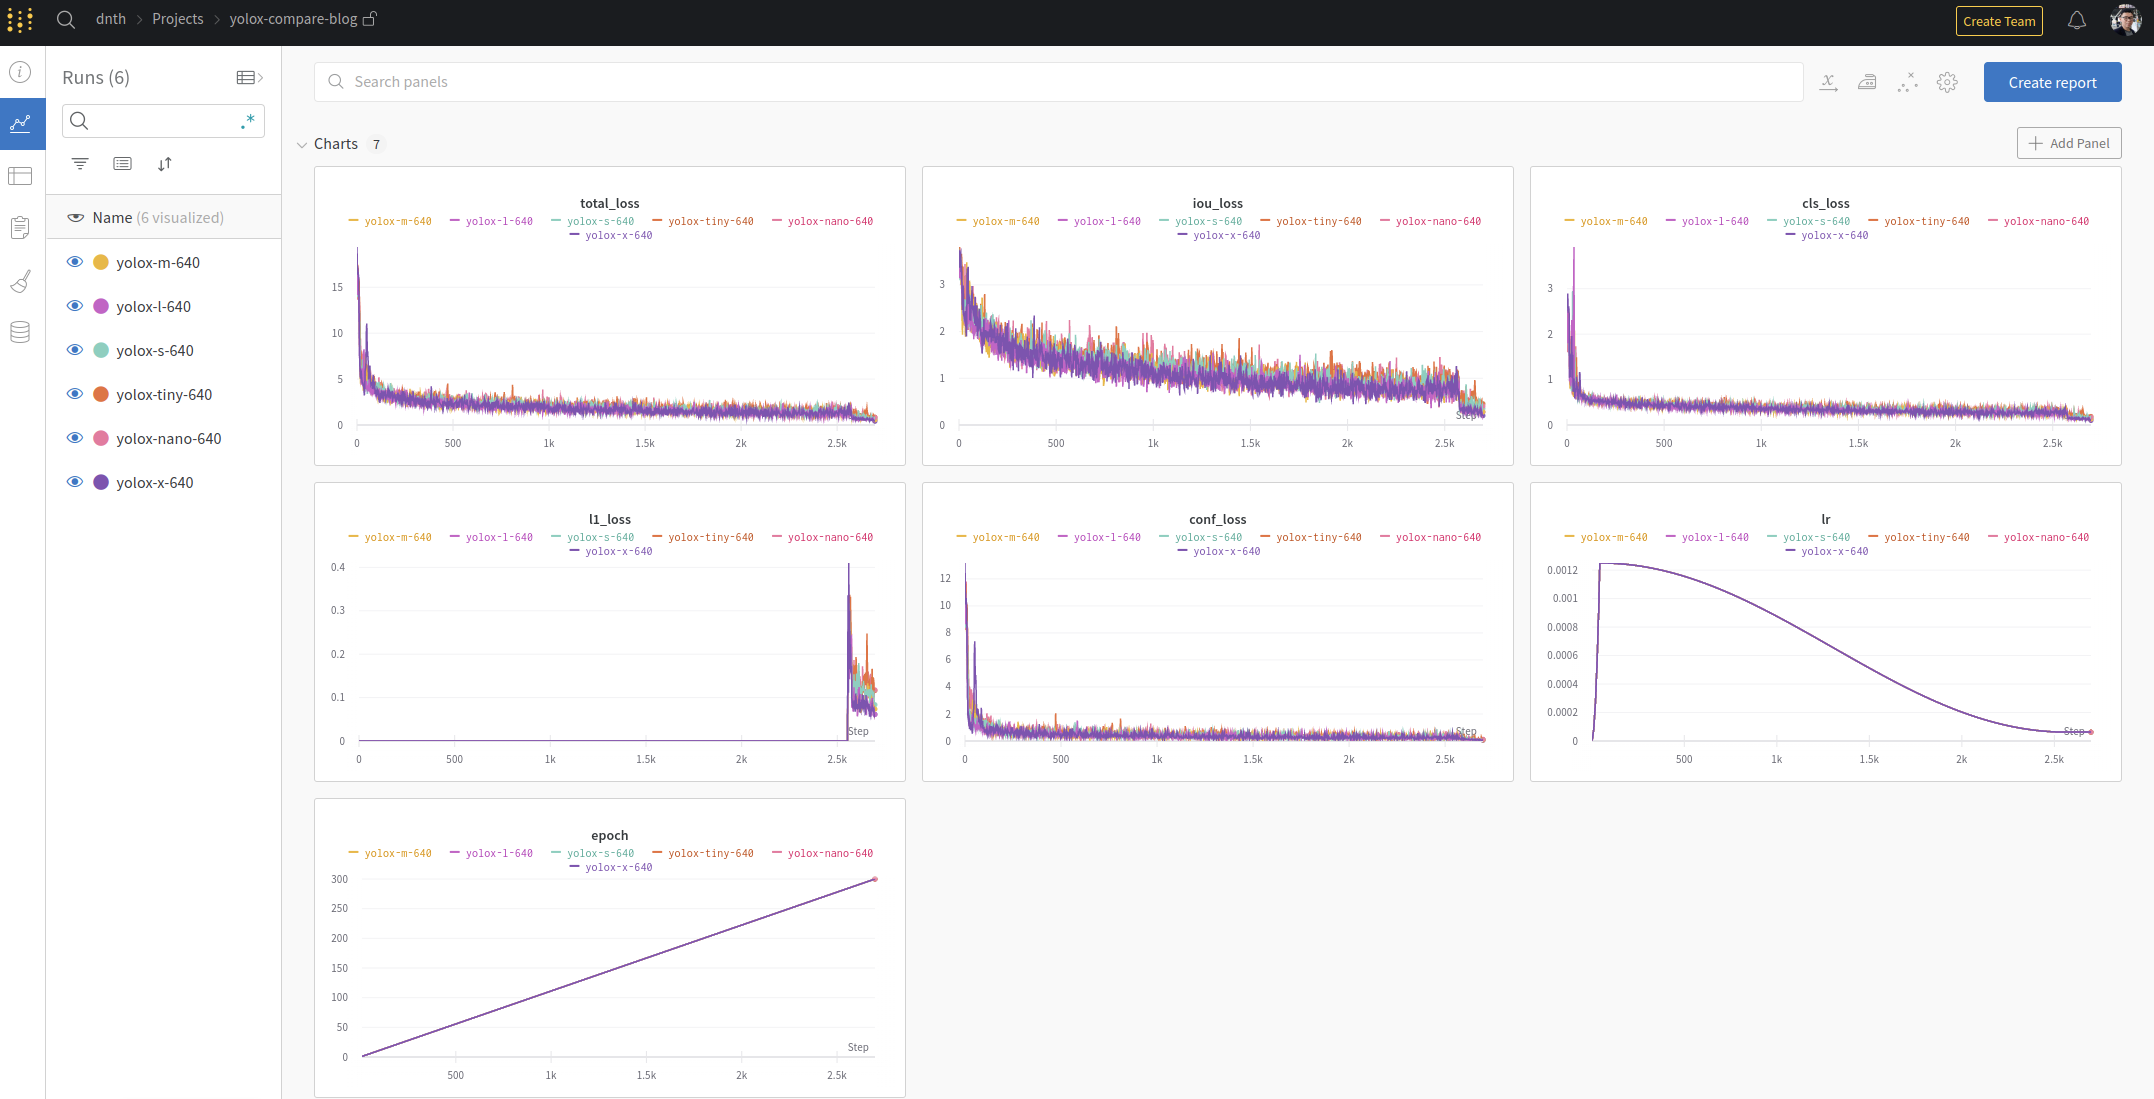 dnth > Projects > yolox-compare-blog
Create Team
Runs (6)
.*
Name (6 visualized)
yolox-m-640
yolox-l-640
yolox-s-640
yolox-tiny-640
yolox-nano-640
yolox-x-640
Search panels
Create report
Charts 7
Add Panel
total_loss
yolox-m-640 yolox-l-640 yolox-s-640 yolox-tiny-640 yolox-nano-640
yolox-x-640
15
10
5
0
0 500 1k 1.5k 2k 2.5k
iou_loss
yolox-m-640 yolox-l-640 yolox-s-640 yolox-tiny-640 yolox-nano-640
yolox-x-640
3
2
1
0
Step
0 500 1k 1.5k 2k 2.5k
cls_loss
yolox-m-640 yolox-l-640 yolox-s-640 yolox-tiny-640 yolox-nano-640
yolox-x-640
3
2
1
0
0 500 1k 1.5k 2k 2.5k
l1_loss
yolox-m-640 yolox-l-640 yolox-s-640 yolox-tiny-640 yolox-nano-640
yolox-x-640
0.4
0.3
0.2
0.1
0
Step
0 500 1k 1.5k 2k 2.5k
conf_loss
yolox-m-640 yolox-l-640 yolox-s-640 yolox-tiny-640 yolox-nano-640
yolox-x-640
12
10
8
6
4
2
0
Step
0 500 1k 1.5k 2k 2.5k
lr
yolox-m-640 yolox-l-640 yolox-s-640 yolox-tiny-640 yolox-nano-640
yolox-x-640
0.0012
0.001
0.0008
0.0006
0.0004
0.0002
0
Step
500 1k 1.5k 2k 2.5k
epoch
yolox-m-640 yolox-l-640 yolox-s-640 yolox-tiny-640 yolox-nano-640
yolox-x-640
300
250
200
150
100
50
0
Step
500 1k 1.5k 2k 2.5k